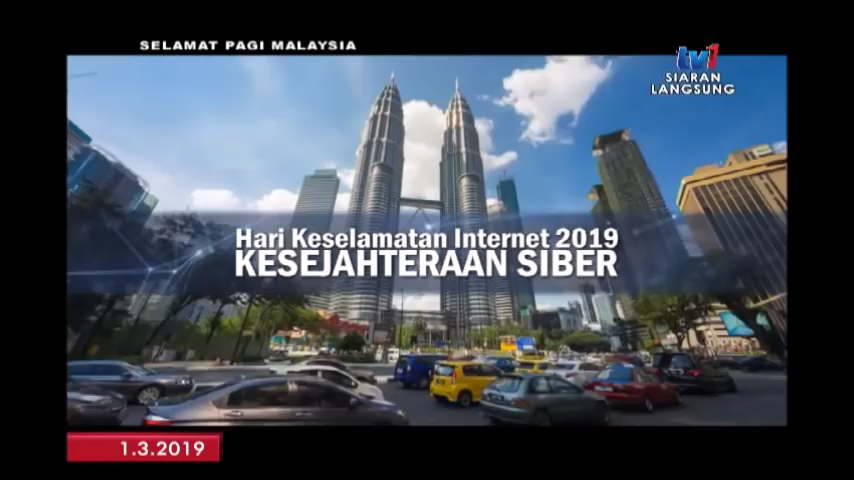 SELAMAT PAGI MALAYSIA
tv1
SIARAN
LANGSUNG
Hari Keselamatan Internet 2019
KESEJAHTERAAN SIBER
1.3.2019